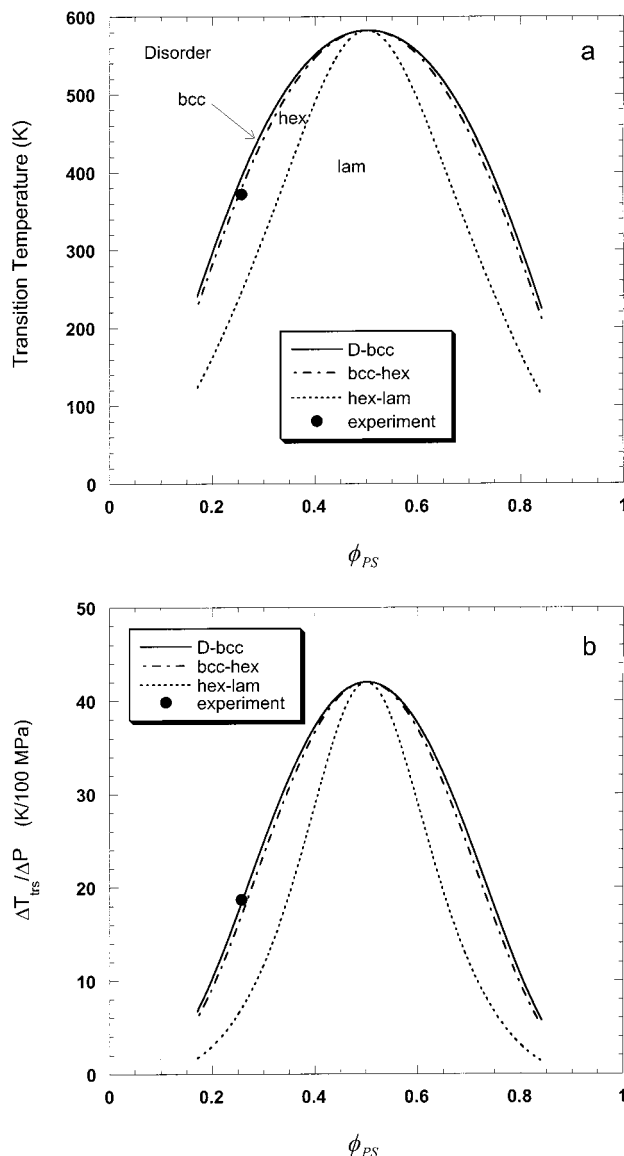 a
600
500
400
300
200
100
0
Transition Temperature (K)
Disorder
bcc
hex
lam
D-bcc
bcc-hex
hex-lam
experiment
0 0.2 0.4 0.6 0.8 1
ϕPS
b
50
40
30
20
10
0
ΔTtrs/ΔP (K/100 MPa)
D-bcc
bcc-hex
hex-lam
experiment
0 0.2 0.4 0.6 0.8 1
ϕPS